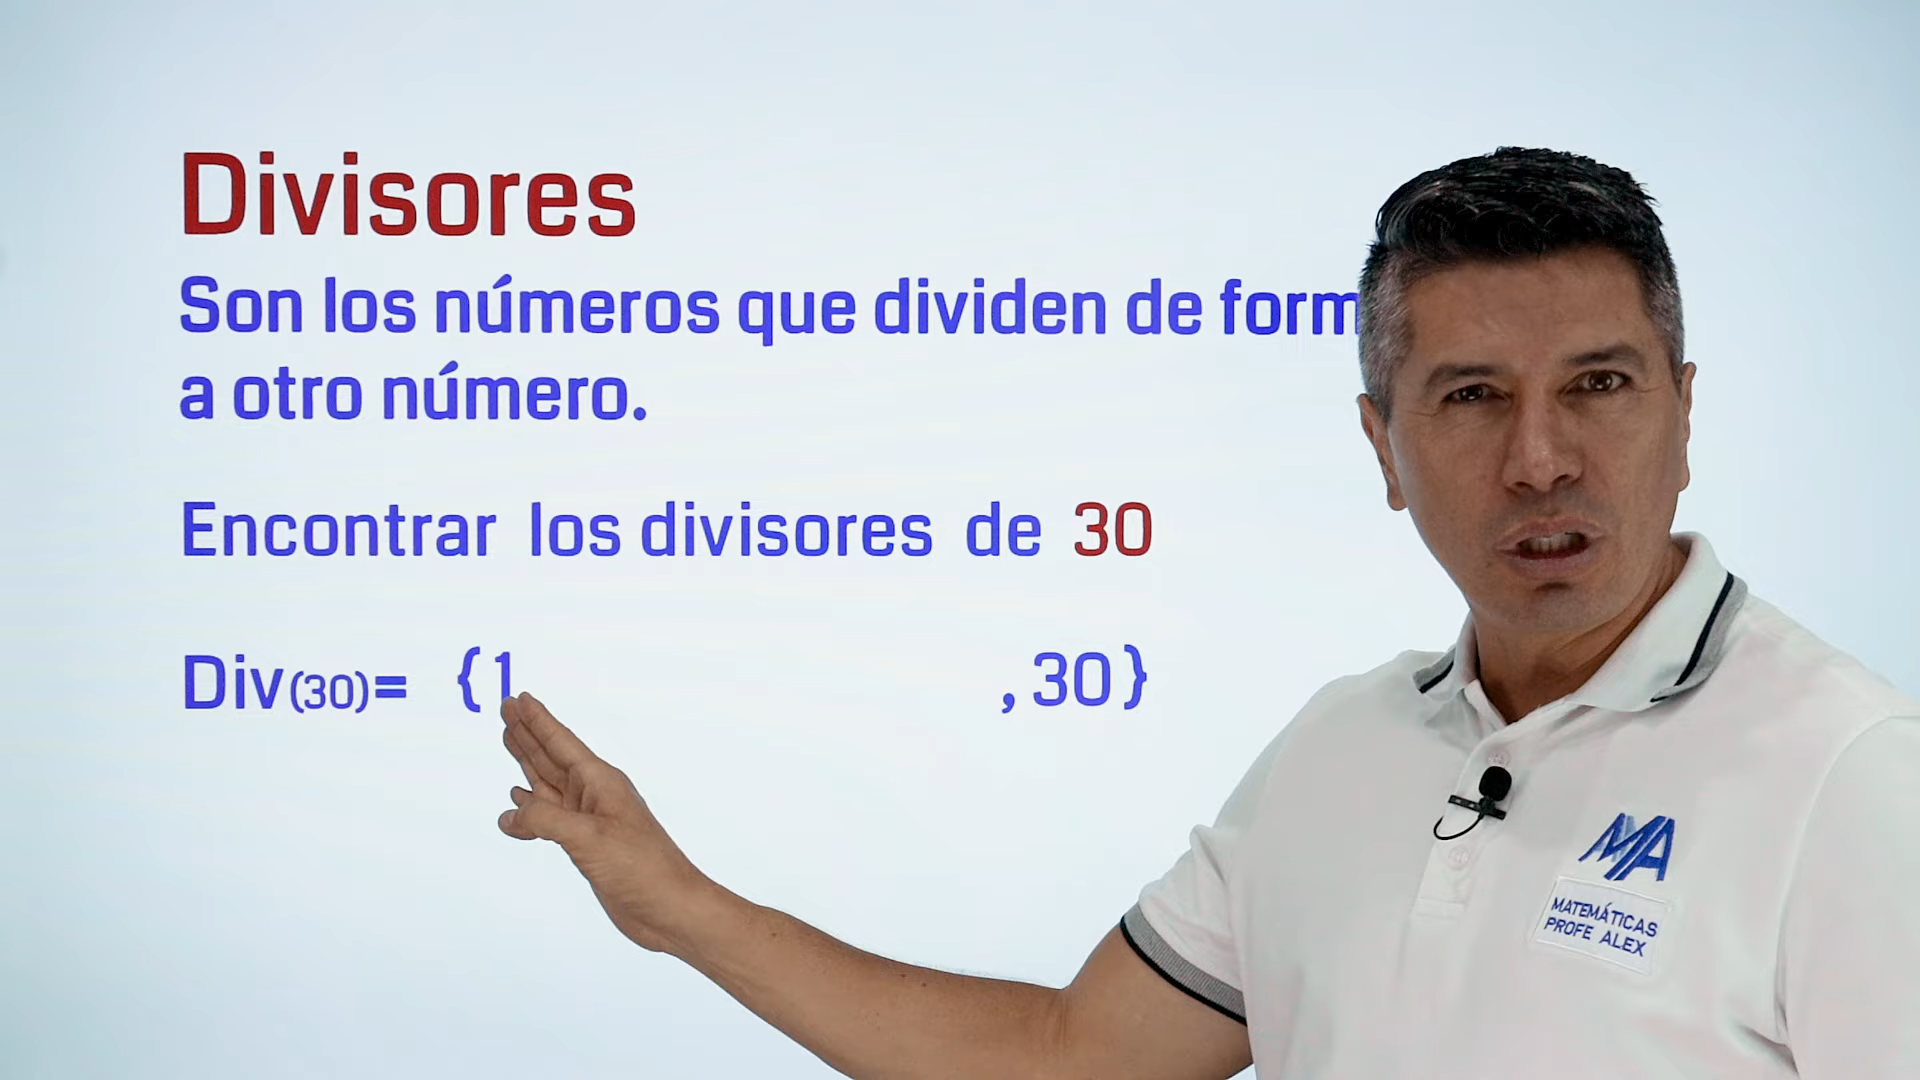 Divisores
Son los números que dividen de form
a otro número.
Encontrar los divisores de 30
Div(30)= {1 ,30}
MA
MATEMÁTICAS
PROFE ALEX